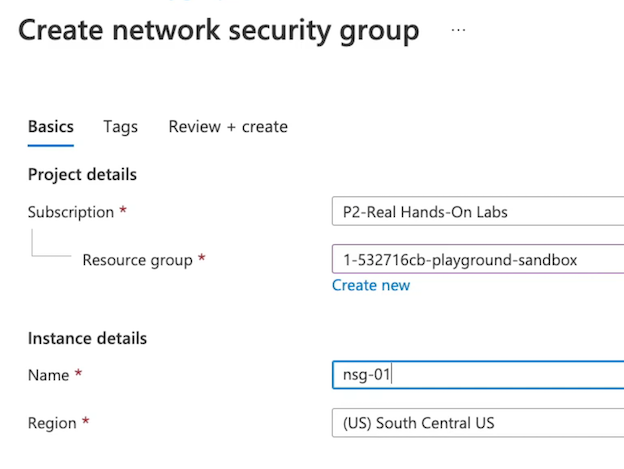 Create network security group ...
Basics Tags Review + create
Project details
Subscription * P2-Real Hands-On Labs
Resource group * 1-532716cb-playground-sandbox
Create new
Instance details
Name * nsg-01
Region * (US) South Central US